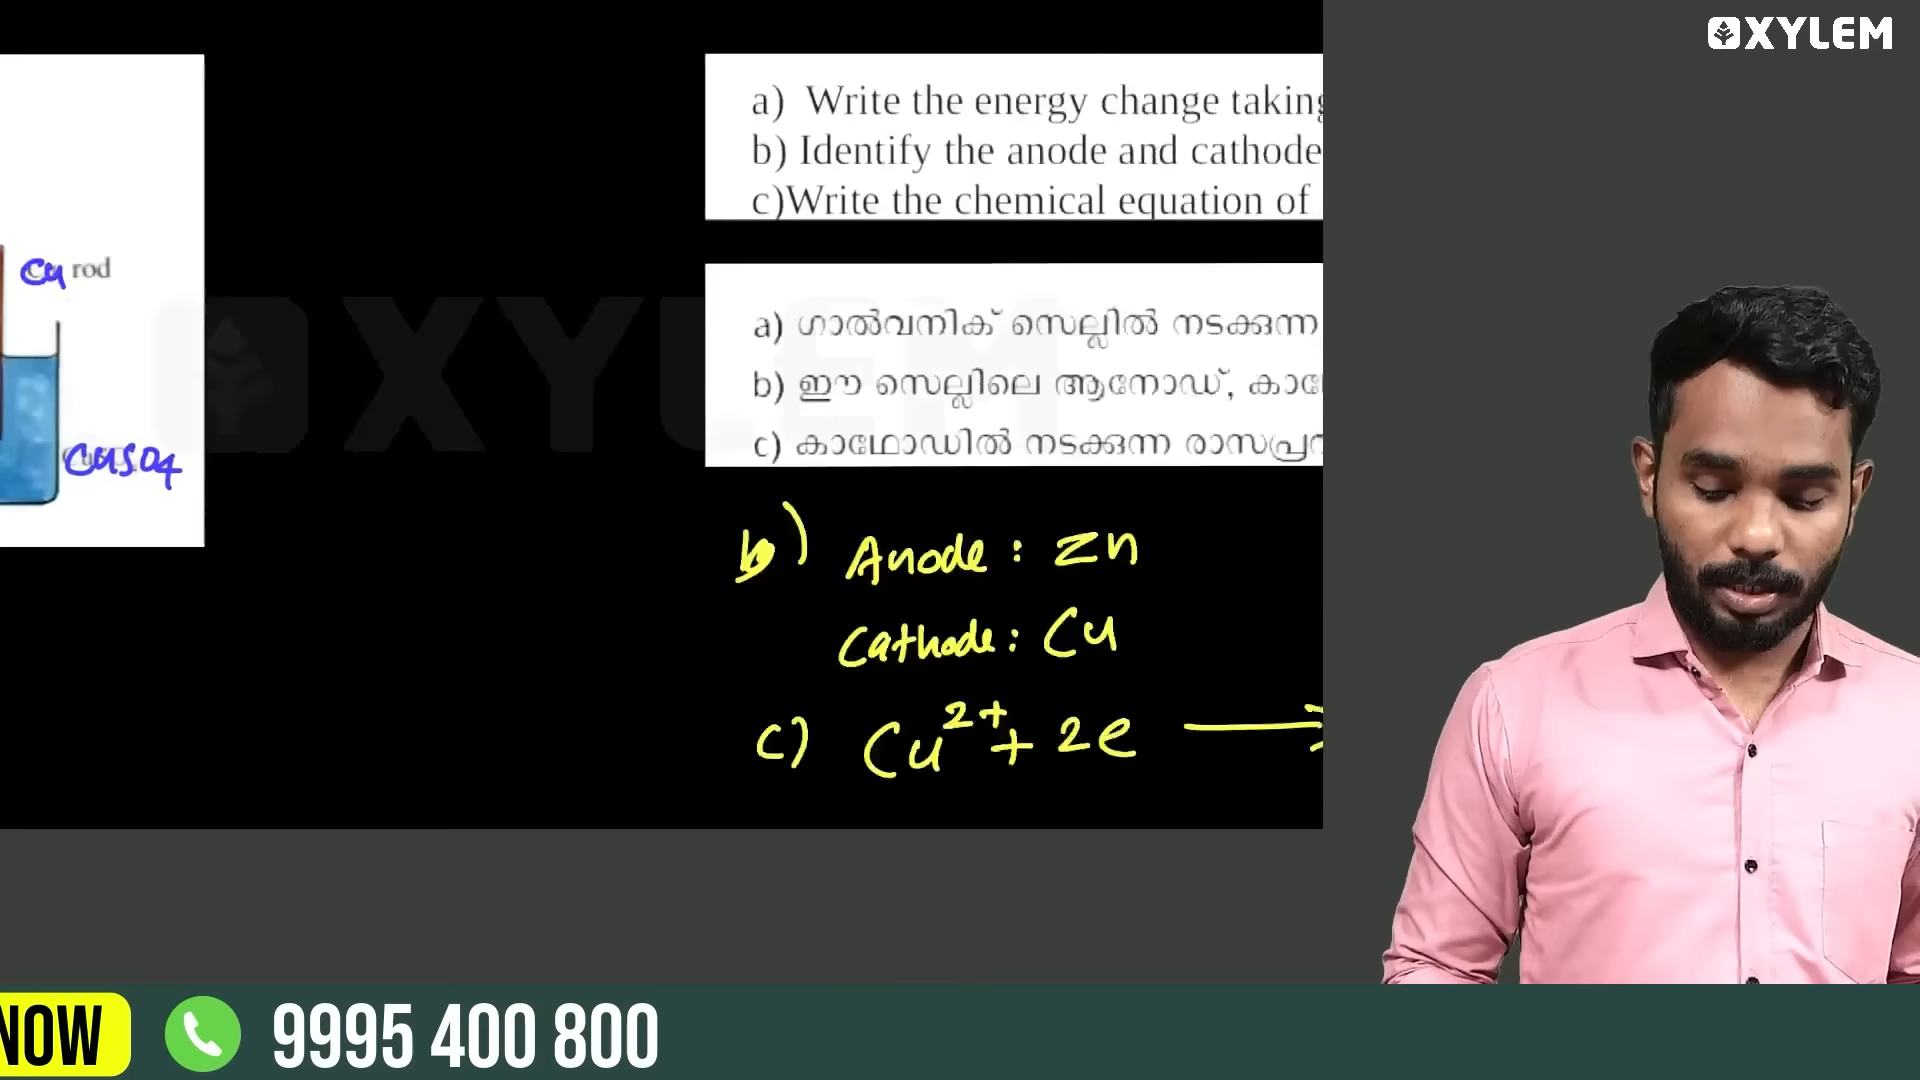 XYLEM
a) Write the energy change taking
b) Identify the anode and cathode
c)Write the chemical equation of
Cu rod
CuSO4
a) ഗാൽവനിക് സെല്ലിൽ നടക്കുന്ന
b) ഈ സെല്ലിലെ ആനോഡ്,
c) കാഥോഡിൽ നടക്കുന്ന
b) Anode : Zn
Cathode : Cu
c) Cu²⁺ + 2e ⟶
NOW 9995 400 800